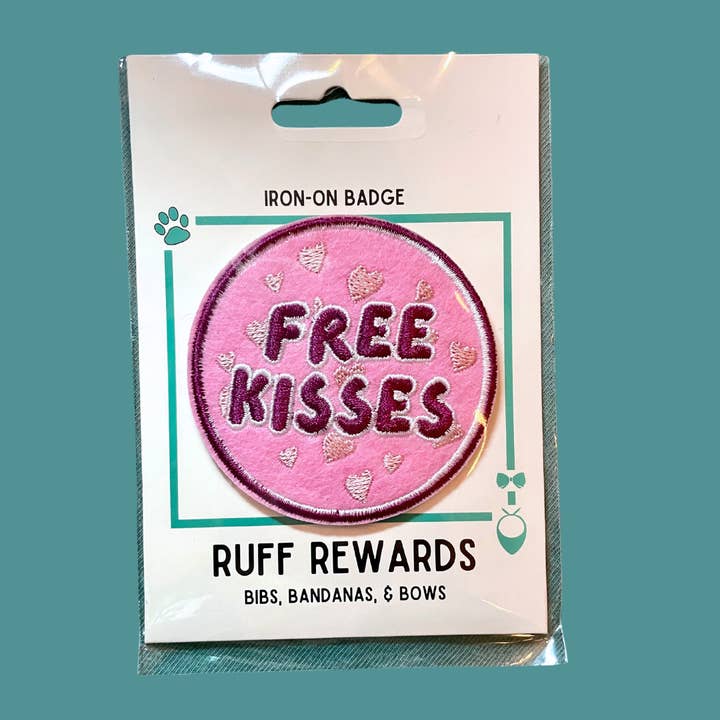 IRON-ON BADGE
FREE
KISSES
RUFF REWARDS
BIBS, BANDANAS, & BOWS